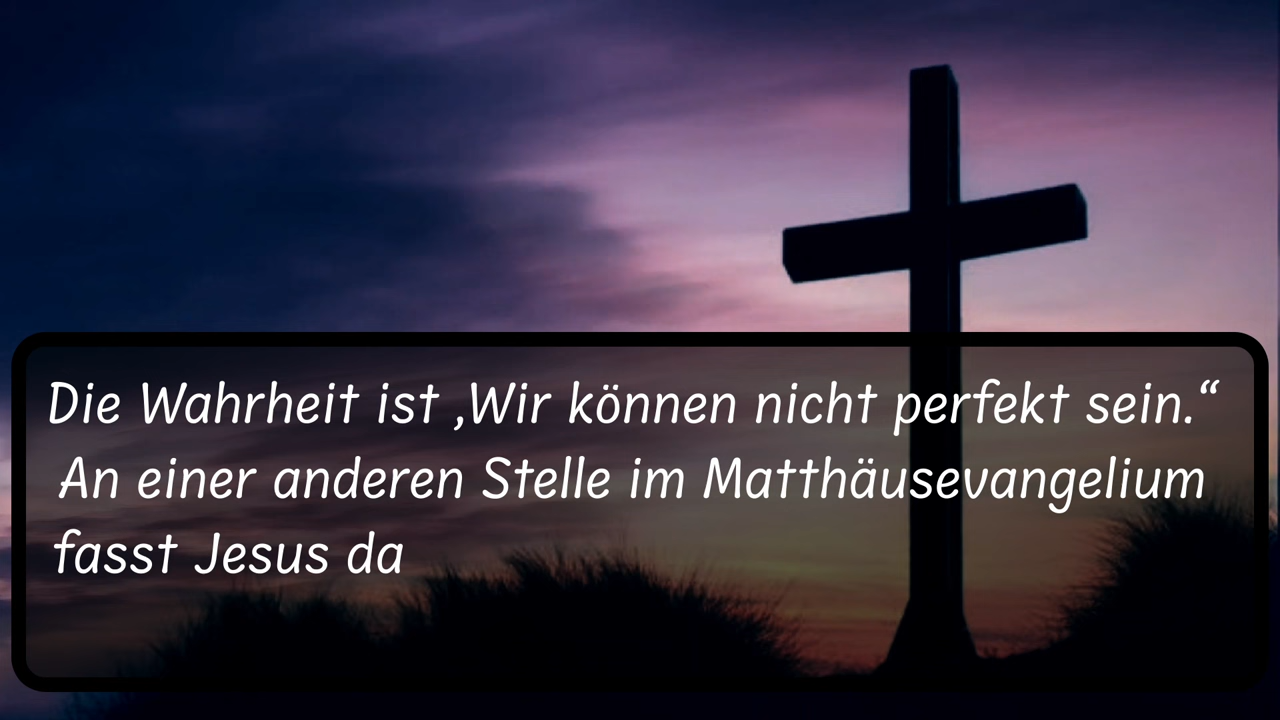 Die Wahrheit ist ‚Wir können nicht perfekt sein.“
An einer anderen Stelle im Matthäusevangelium
fasst Jesus da